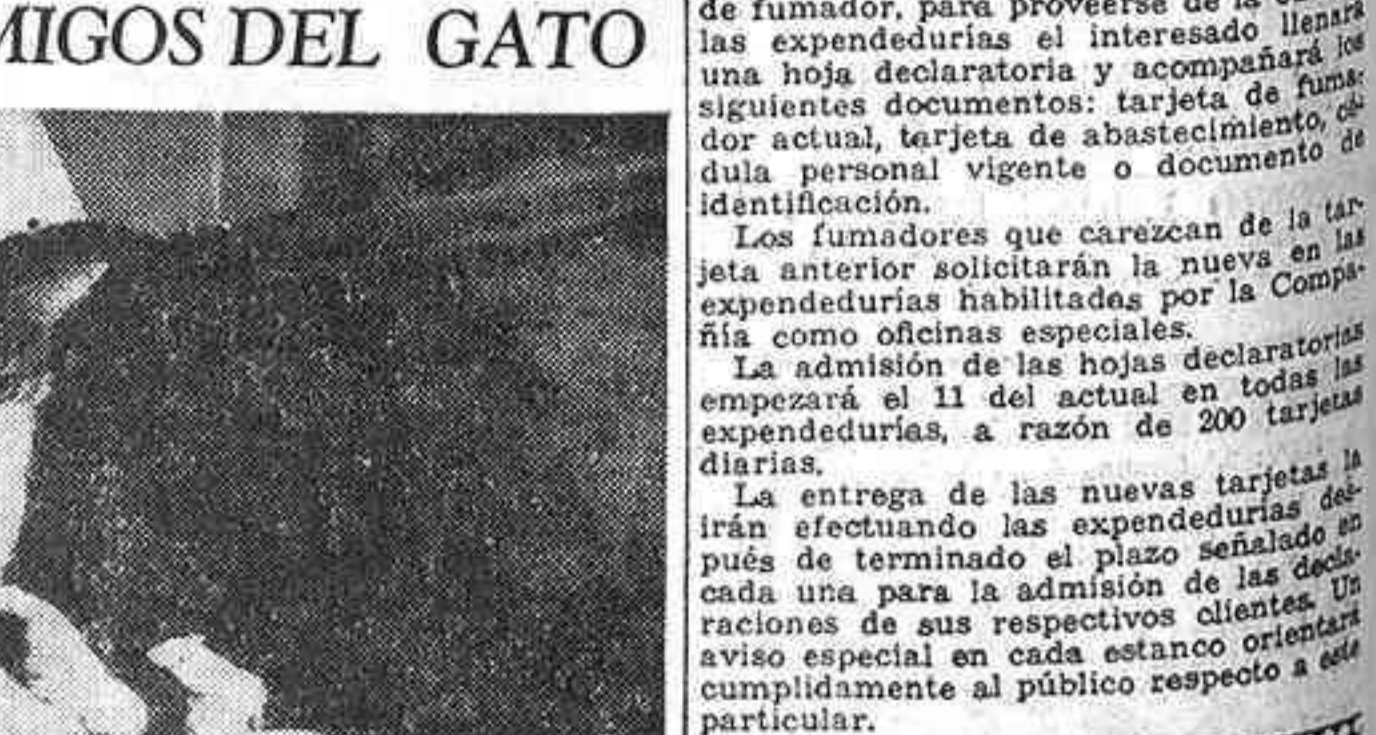 MIGOS DEL GATO
de fumador, para proveerse de la
las expendedurías el interesado llenará
una hoja declaratoria y acompañará los
siguientes documentos: tarjeta de fuma-
dor actual, tarjeta de abastecimiento, cé-
dula personal vigente o documento de
identificación.
Los fumadores que carezcan de la tar-
jeta anterior solicitarán la nueva en las
expendedurías habilitadas por la Compa-
ñía como oficinas especiales.
La admisión de las hojas declaratorias
empezará el 11 del actual en todas las
expendedurías, a razón de 200 tarjetas
diarias.
La entrega de las nuevas tarjetas la
irán efectuando las expendedurías des-
pués de terminado el plazo señalado en
cada una para la admisión de las decla-
raciones de sus respectivos clientes. Un
aviso especial en cada estanco orientará
cumplidamente al público respecto a este
particular.